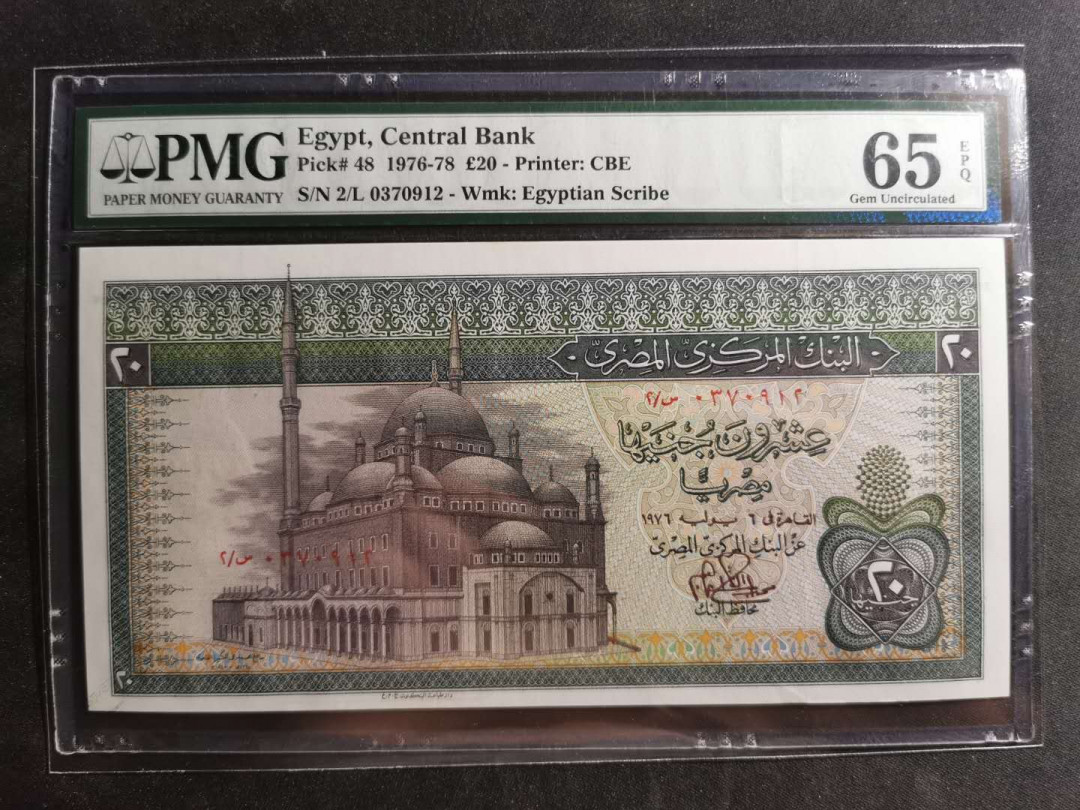 PMG
PAPER MONEY GUARANTY
Egypt, Central Bank
Pick# 48 1976-78 £20 - Printer: CBE
S/N 2/L 0370912 - Wmk: Egyptian Scribe
65
EPQ
Gem Uncirculated
٢٠
البنك المركزى المصرى
٢٠
٢/س ٠٣٧٠٩١٢
عشرون جنيها
مصريا
القاهرة فى ٦ يوليه ١٩٧٦
عن البنك المركزى المصرى
٢/س ٠٣٧٠٩١٢
محافظ البنك
٢٠
٢٠